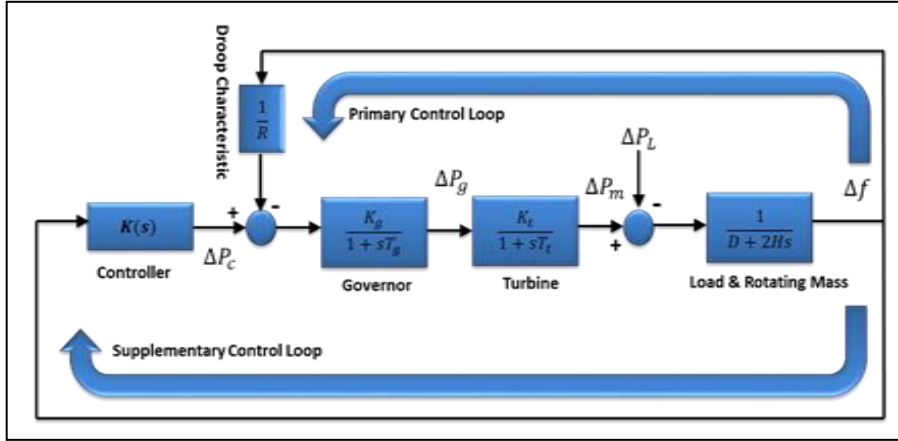 Droop Characteristic
1
R
Primary Control Loop
ΔP_L
ΔP_g
ΔP_m
Δf
K(s)
+
-
K_g
1 + sT_g
K_t
1 + sT_t
-
+
1
D + 2Hs
ΔP_c
Controller
Governor
Turbine
Load & Rotating Mass
Supplementary Control Loop